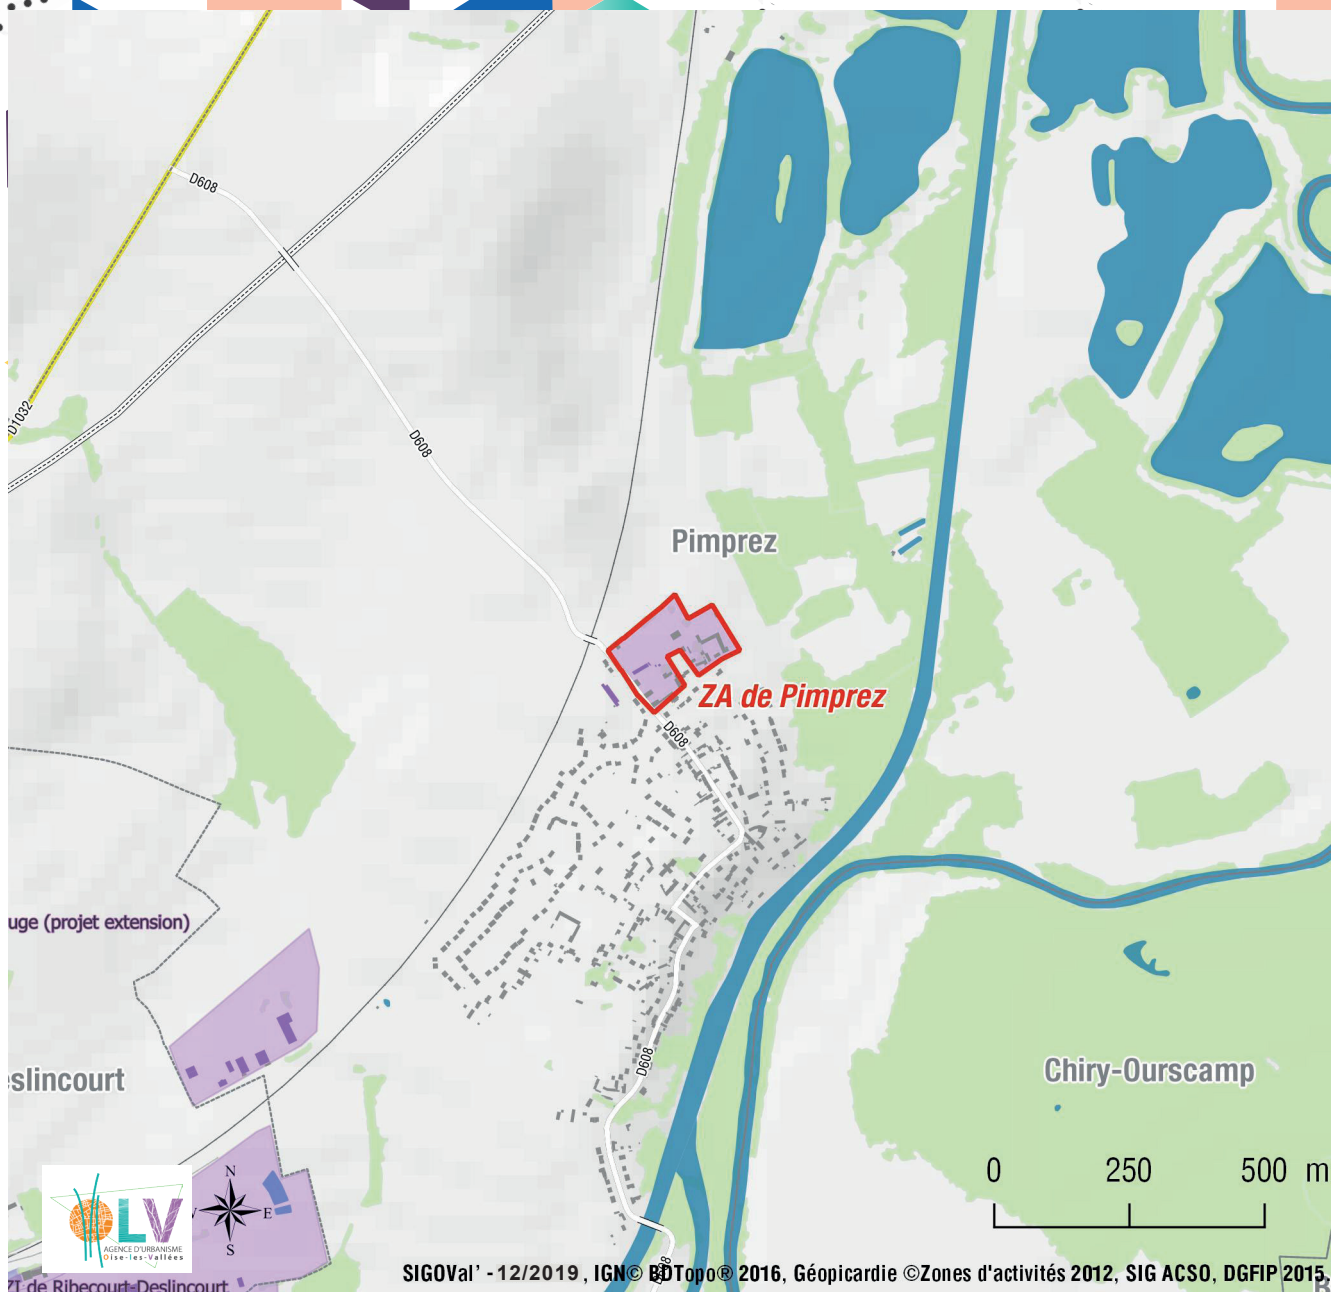 D608
D1032
D608
Pimprez
ZA de Pimprez
D608
uge (projet extension)
D608
slincourt
Chiry-Ourscamp
0 250 500 m
N
E
S
LV
AGENCE D'URBANISME
Oise-les-Vallées
ZI de Ribecourt-Deslincourt
SIGOVal' - 12/2019, IGN© BDTopo® 2016, Géopicardie ©Zones d'activités 2012, SIG ACSO, DGFIP 2015.